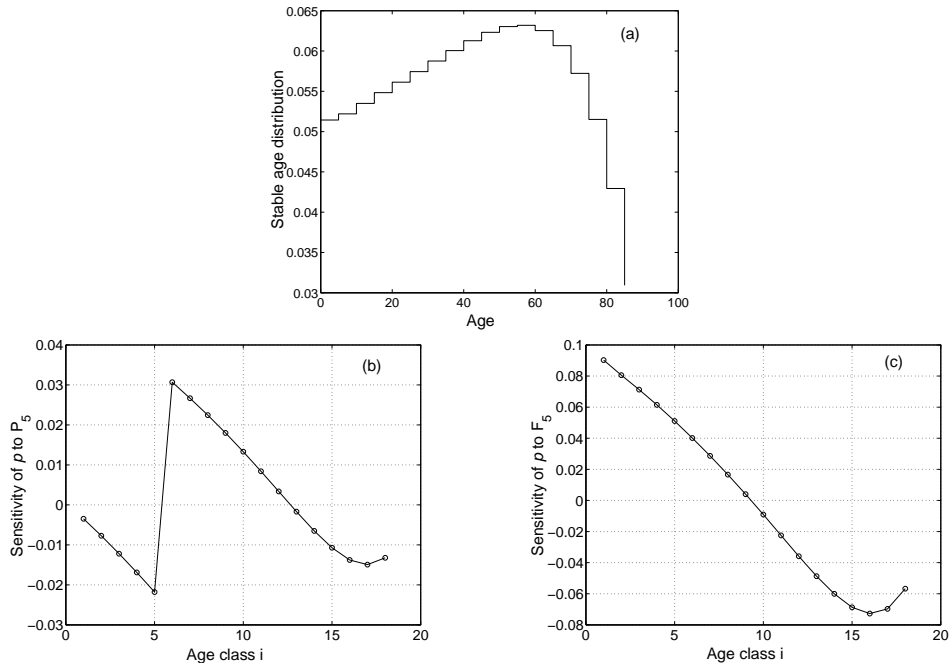 (a)
Stable age distribution
0.065
0.06
0.055
0.05
0.045
0.04
0.035
0.03
0 20 40 60 80 100
Age
(b)
Sensitivity of p to P5
0.04
0.03
0.02
0.01
0
−0.01
−0.02
−0.03
0 5 10 15 20
Age class i
(c)
Sensitivity of p to F5
0.1
0.08
0.06
0.04
0.02
0
−0.02
−0.04
−0.06
−0.08
0 5 10 15 20
Age class i